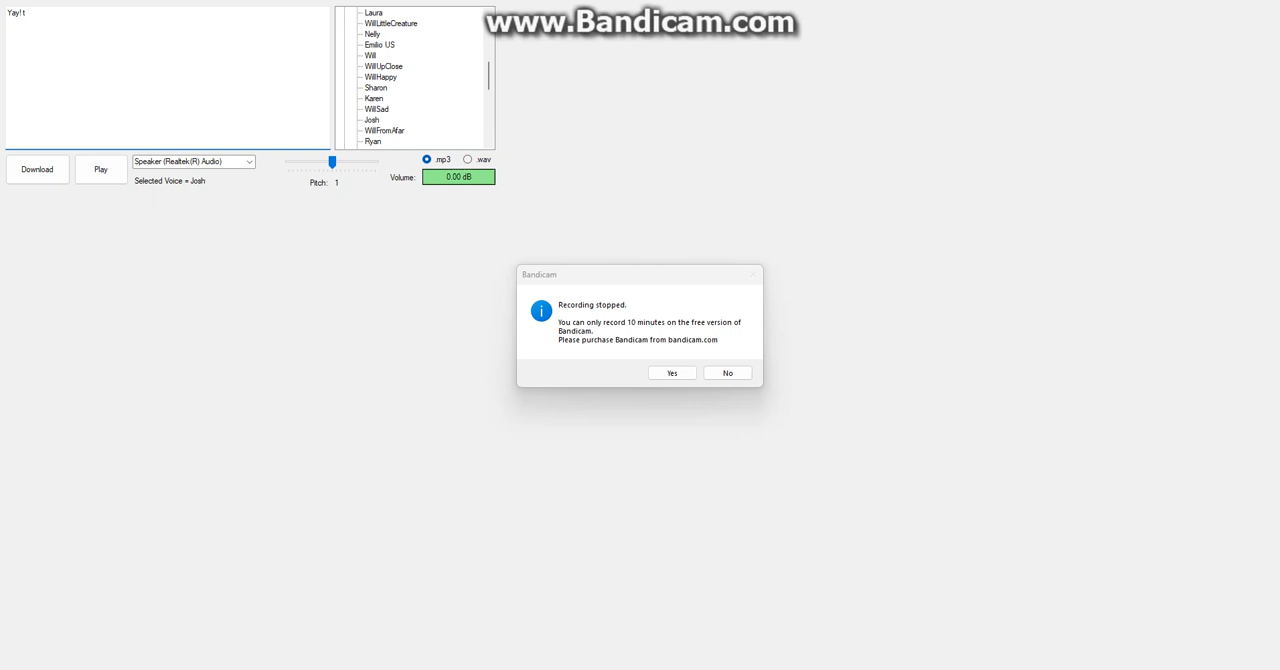 Yay! t
Laura
WillLittleCreature
Nelly
Emilio US
Will
WillUpClose
WillHappy
Sharon
Karen
WillSad
Josh
WillFromAfar
Ryan
www.Bandicam.com
Download
Play
Speaker (Realtek(R) Audio)
Selected Voice = Josh
Pitch: 1
.mp3 .wav
Volume: 0.00 dB
Bandicam
Recording stopped.
You can only record 10 minutes on the free version of
Bandicam.
Please purchase Bandicam from bandicam.com
Yes No